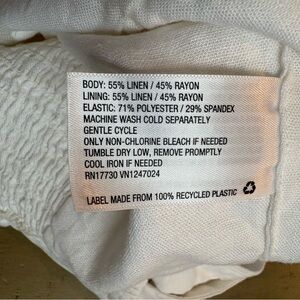 BODY: 55% LINEN / 45% RAYON
LINING: 55% LINEN / 45% RAYON
ELASTIC: 71% POLYESTER / 29% SPANDEX
MACHINE WASH COLD SEPARATELY
GENTLE CYCLE
ONLY NON-CHLORINE BLEACH IF NEEDED
TUMBLE DRY LOW, REMOVE PROMPTLY
COOL IRON IF NEEDED
RN17730 VN1247024
LABEL MADE FROM 100% RECYCLED PLASTIC